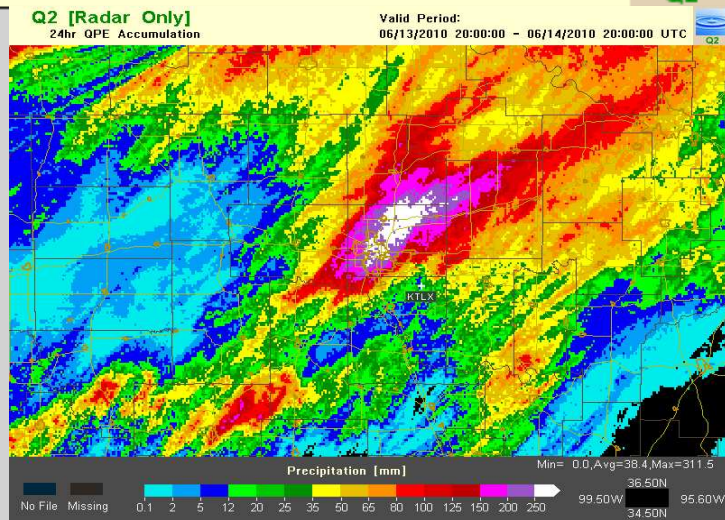 Q2 [Radar Only]
24hr QPE Accumulation
Valid Period:
06/13/2010 20:00:00 - 06/14/2010 20:00:00 UTC
Q2
KTLX
Precipitation [mm]
Min= 0.0,Avg=38.4,Max=311.5
No File
Missing
0.1 2 5 12 20 25 35 50 65 80 100 125 150 200 250
36.50N
99.50W
95.60W
34.50N